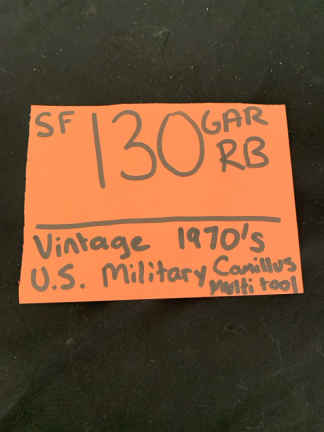 SF 130 GAR
RB
Vintage 1970's
U.S. Military Camillus
Multi tool